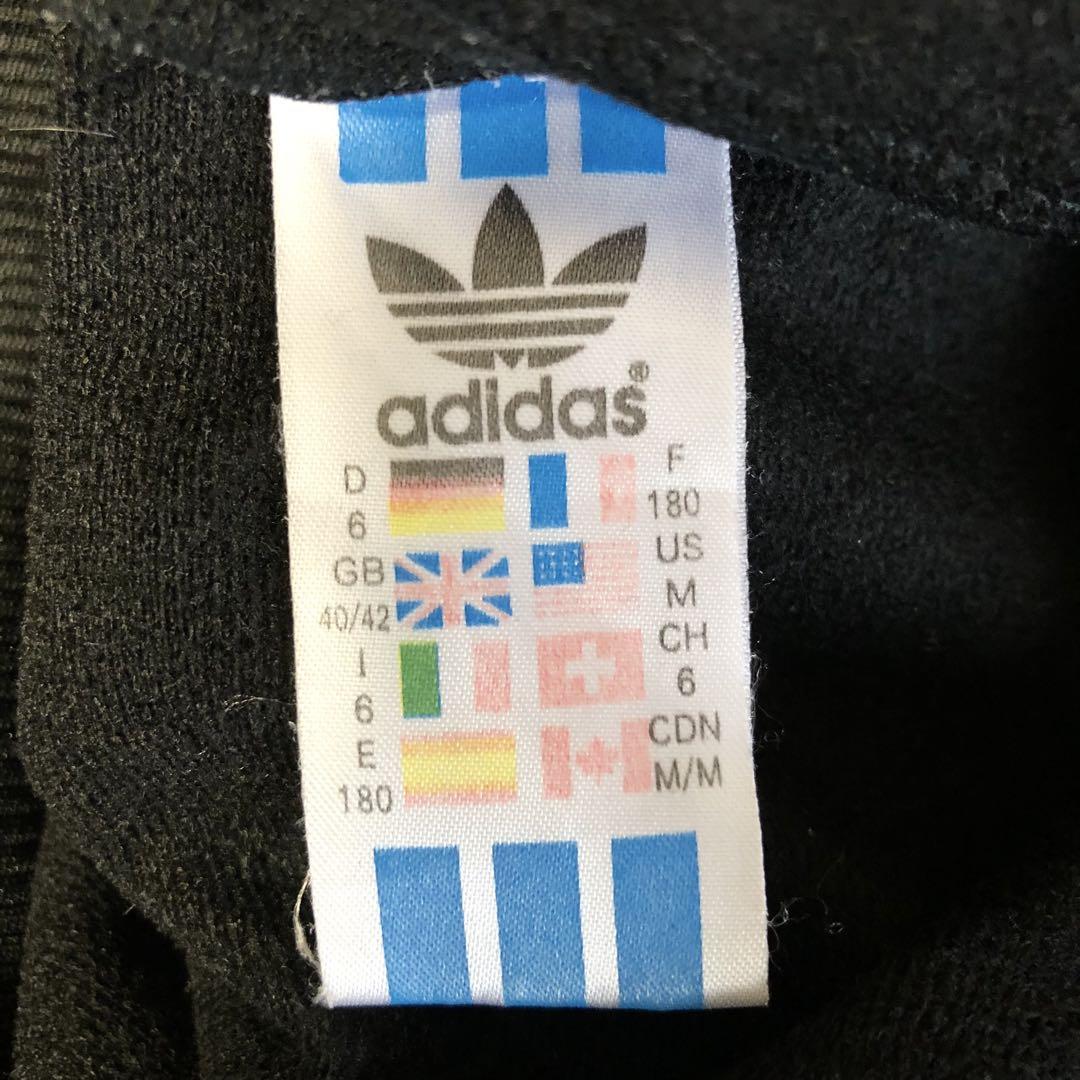 adidas®
D F
6 180
GB US
40/42 M
I CH
6 6
E CDN
180 M/M